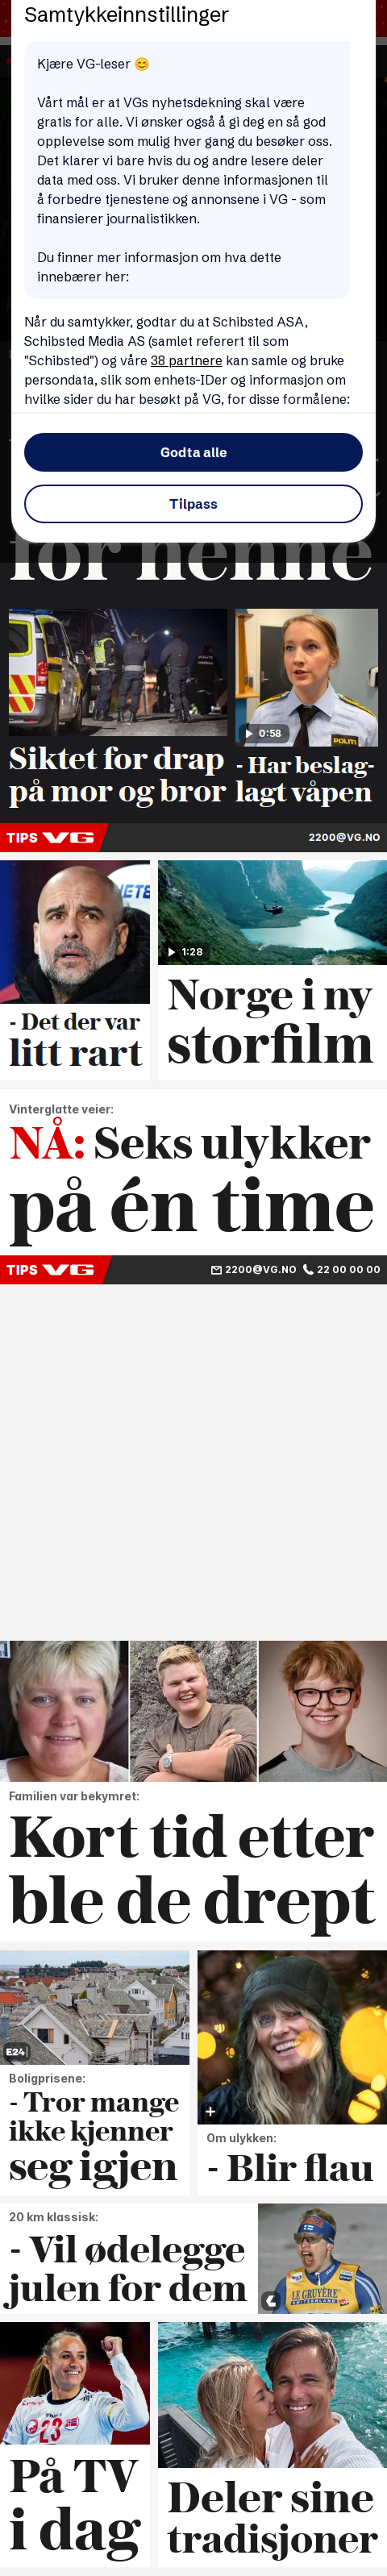 Samtykkeinnstillinger
Kjære VG-leser 😊
Vårt mål er at VGs nyhetsdekning skal være
gratis for alle. Vi ønsker også å gi deg en så god
opplevelse som mulig hver gang du besøker oss.
Det klarer vi bare hvis du og andre lesere deler
data med oss. Vi bruker denne informasjonen til
å forbedre tjenestene og annonsene i VG - som
finansierer journalistikken.
Du finner mer informasjon om hva dette
innebærer her:
Når du samtykker, godtar du at Schibsted ASA,
Schibsted Media AS (samlet referert til som
"Schibsted") og våre 38 partnere kan samle og bruke
persondata, slik som enhets-IDer og informasjon om
hvilke sider du har besøkt på VG, for disse formålene:
Godta alle
Tilpass
for henne
0:58
POLITI
Siktet for drap
på mor og bror
- Har beslag-
lagt våpen
TIPS VG
2200@VG.NO
- Det der var
litt rart
1:28
Norge i ny
storfilm
Vinterglatte veier:
NÅ: Seks ulykker
på én time
TIPS VG
2200@VG.NO 22 00 00 00
Familien var bekymret:
Kort tid etter
ble de drept
E24
Boligprisene:
- Tror mange
ikke kjenner
seg igjen
+
Om ulykken:
- Blir flau
20 km klassisk:
- Vil ødelegge
julen for dem
LE GRUYÈRE
SWITZERLAND
23
På TV
i dag
Deler sine
tradisjoner